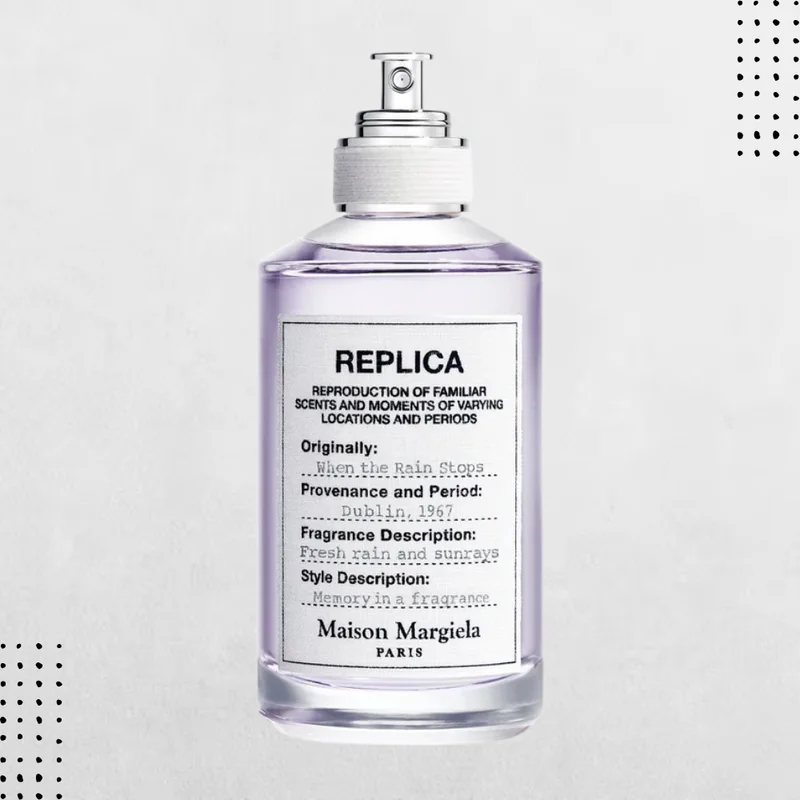 REPLICA
REPRODUCTION OF FAMILIAR
SCENTS AND MOMENTS OF VARYING
LOCATIONS AND PERIODS
Originally:
When the Rain Stops
Provenance and Period:
Dublin, 1967
Fragrance Description:
Fresh rain and sunrays
Style Description:
Memory in a fragrance
Maison Margiela
PARIS